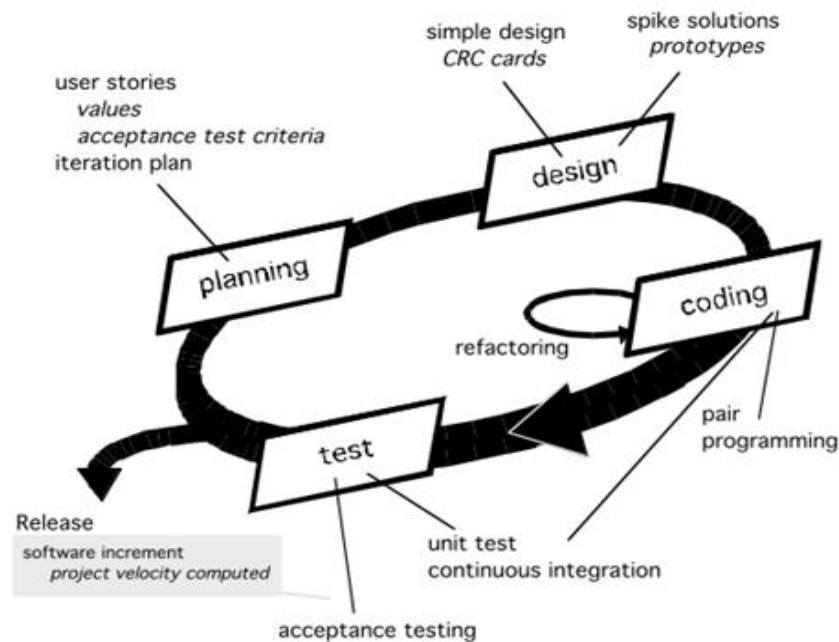 spike solutions
prototypes
simple design
CRC cards
user stories
values
acceptance test criteria
iteration plan
design
planning
coding
refactoring
test
pair
programming
Release
software increment
project velocity computed
unit test
continuous integration
acceptance testing